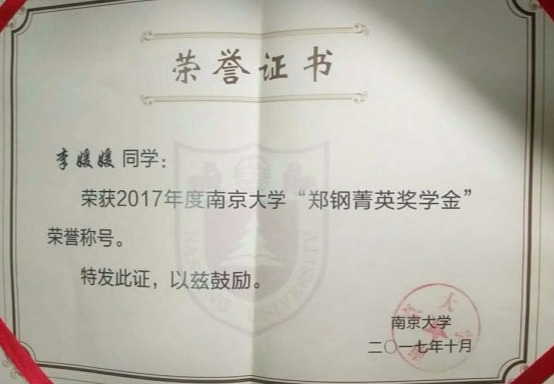 荣誉证书
李媛媛 同学：
荣获2017年度南京大学“郑钢菁英奖学金”
荣誉称号。
特发此证，以兹鼓励。
南京大学
二〇一七年十月